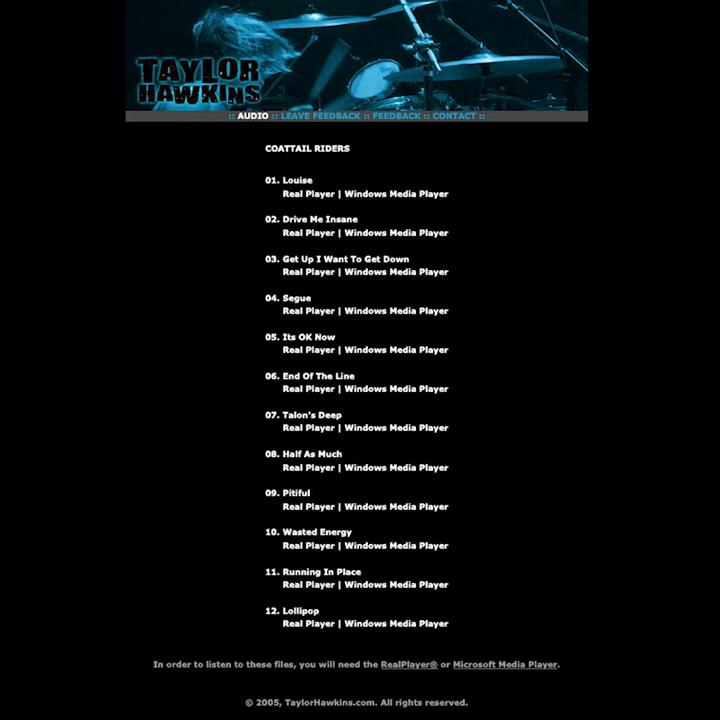 TAYLOR
HAWKINS
:: AUDIO :: LEAVE FEEDBACK :: FEEDBACK :: CONTACT ::
COATTAIL RIDERS
01. Louise
Real Player | Windows Media Player
02. Drive Me Insane
Real Player | Windows Media Player
03. Get Up I Want To Get Down
Real Player | Windows Media Player
04. Segue
Real Player | Windows Media Player
05. Its OK Now
Real Player | Windows Media Player
06. End Of The Line
Real Player | Windows Media Player
07. Talon's Deep
Real Player | Windows Media Player
08. Half As Much
Real Player | Windows Media Player
09. Pitiful
Real Player | Windows Media Player
10. Wasted Energy
Real Player | Windows Media Player
11. Running In Place
Real Player | Windows Media Player
12. Lollipop
Real Player | Windows Media Player
In order to listen to these files, you will need the RealPlayer® or Microsoft Media Player.
© 2005, TaylorHawkins.com. All rights reserved.